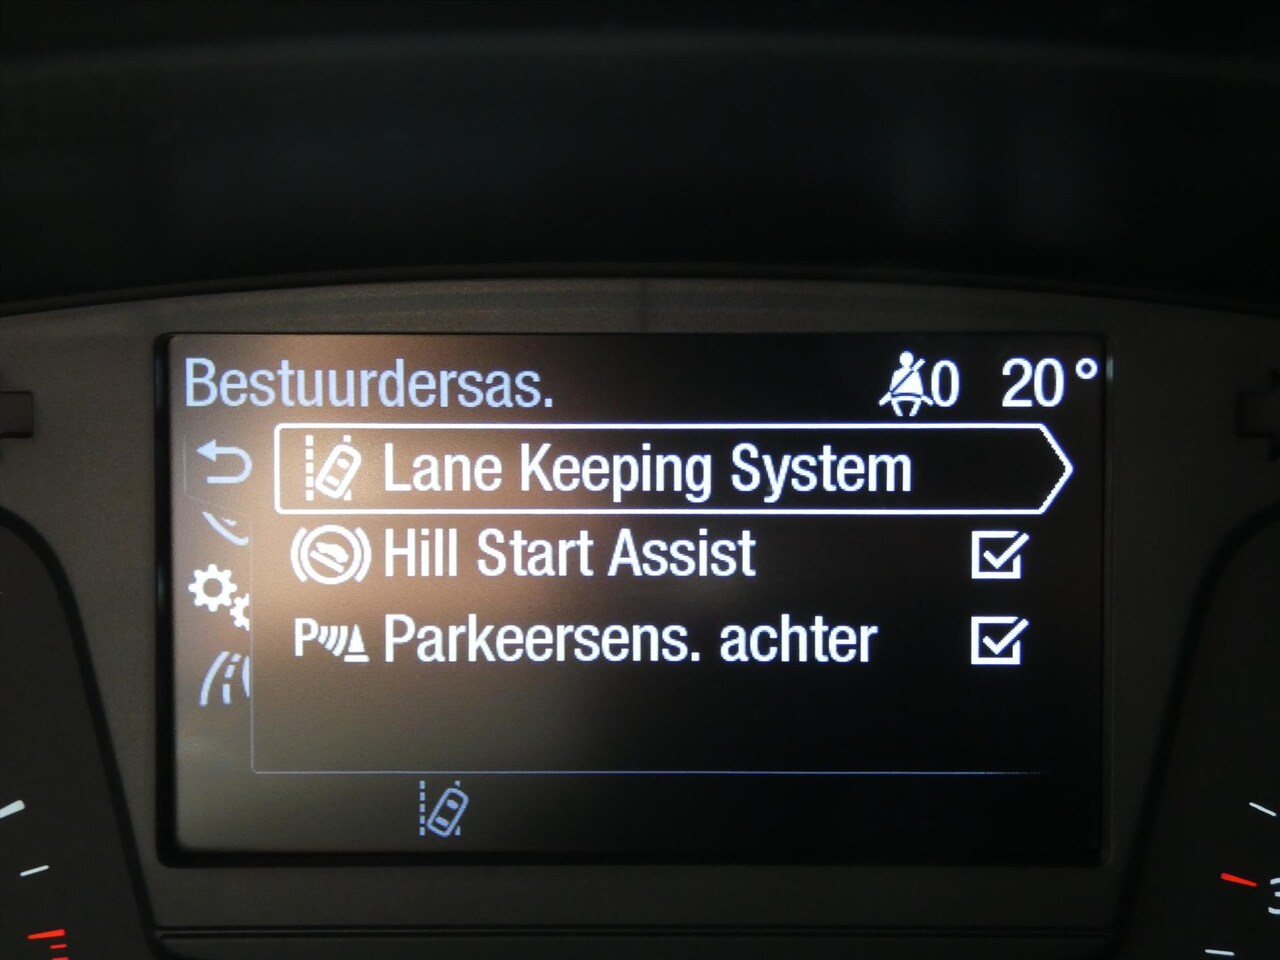 Bestuurdersas. 0 20°
Lane Keeping System
Hill Start Assist
P Parkeersens. achter